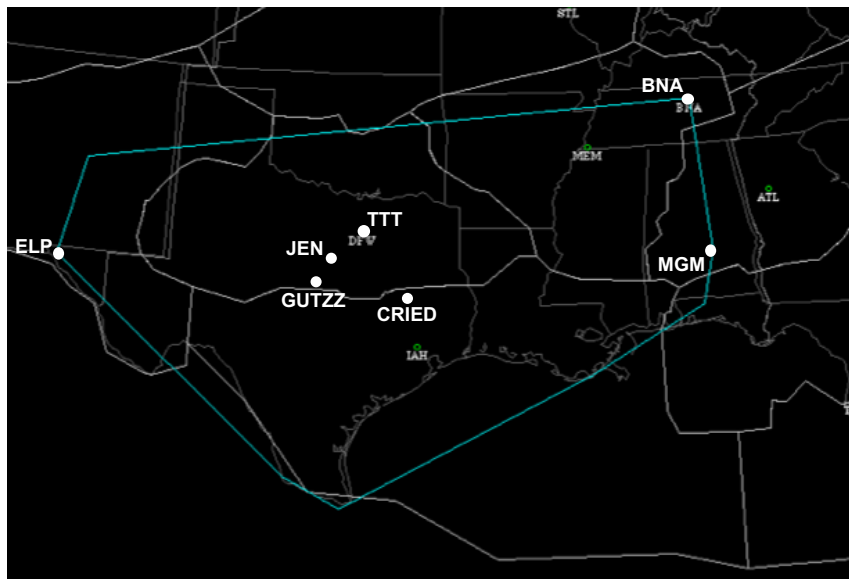 STL
BNA
BNA
MEM
ATL
TTT
DFW
ELP
JEN
MGM
GUTZZ
CRIED
IAH